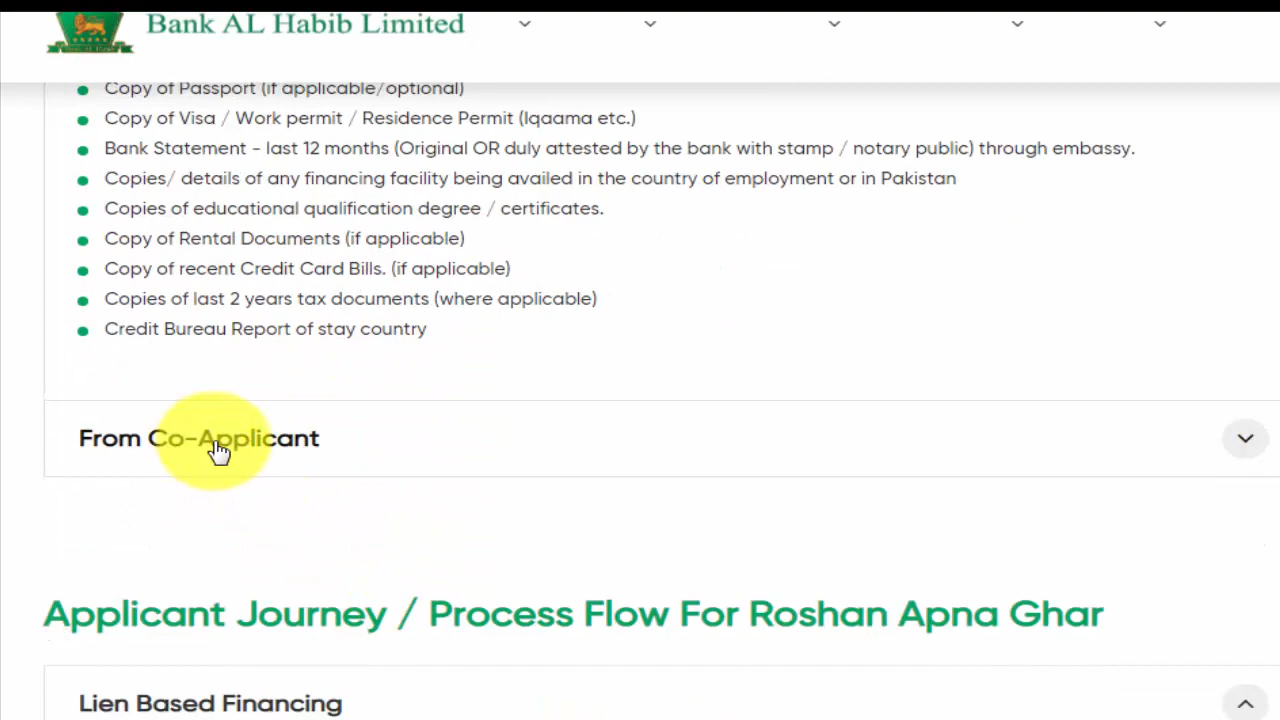 Bank AL Habib Limited
Copy of Passport (if applicable/optional)
Copy of Visa / Work permit / Residence Permit (Iqaama etc.)
Bank Statement - last 12 months (Original OR duly attested by the bank with stamp / notary public) through embassy.
Copies/ details of any financing facility being availed in the country of employment or in Pakistan
Copies of educational qualification degree / certificates.
Copy of Rental Documents (if applicable)
Copy of recent Credit Card Bills. (if applicable)
Copies of last 2 years tax documents (where applicable)
Credit Bureau Report of stay country
From Co-Applicant
Applicant Journey / Process Flow For Roshan Apna Ghar
Lien Based Financing